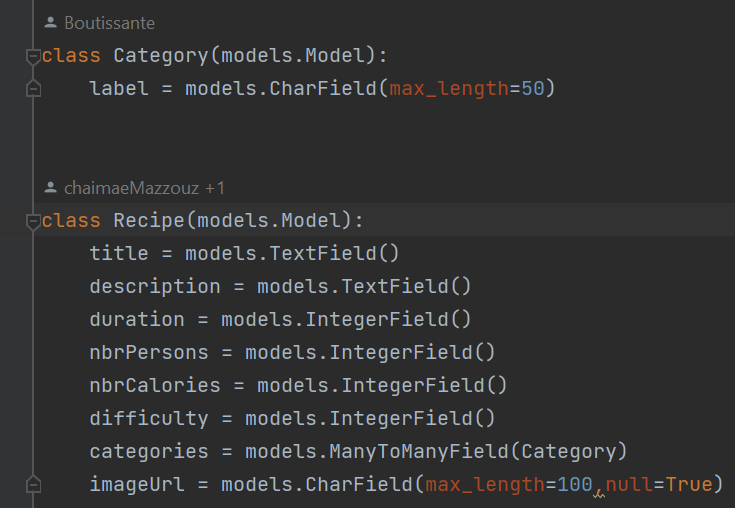 Boutissante
class Category(models.Model):
    label = models.CharField(max_length=50)
chaimaeMazzouz +1
class Recipe(models.Model):
    title = models.TextField()
    description = models.TextField()
    duration = models.IntegerField()
    nbrPersons = models.IntegerField()
    nbrCalories = models.IntegerField()
    difficulty = models.IntegerField()
    categories = models.ManyToManyField(Category)
    imageUrl = models.CharField(max_length=100,null=True)